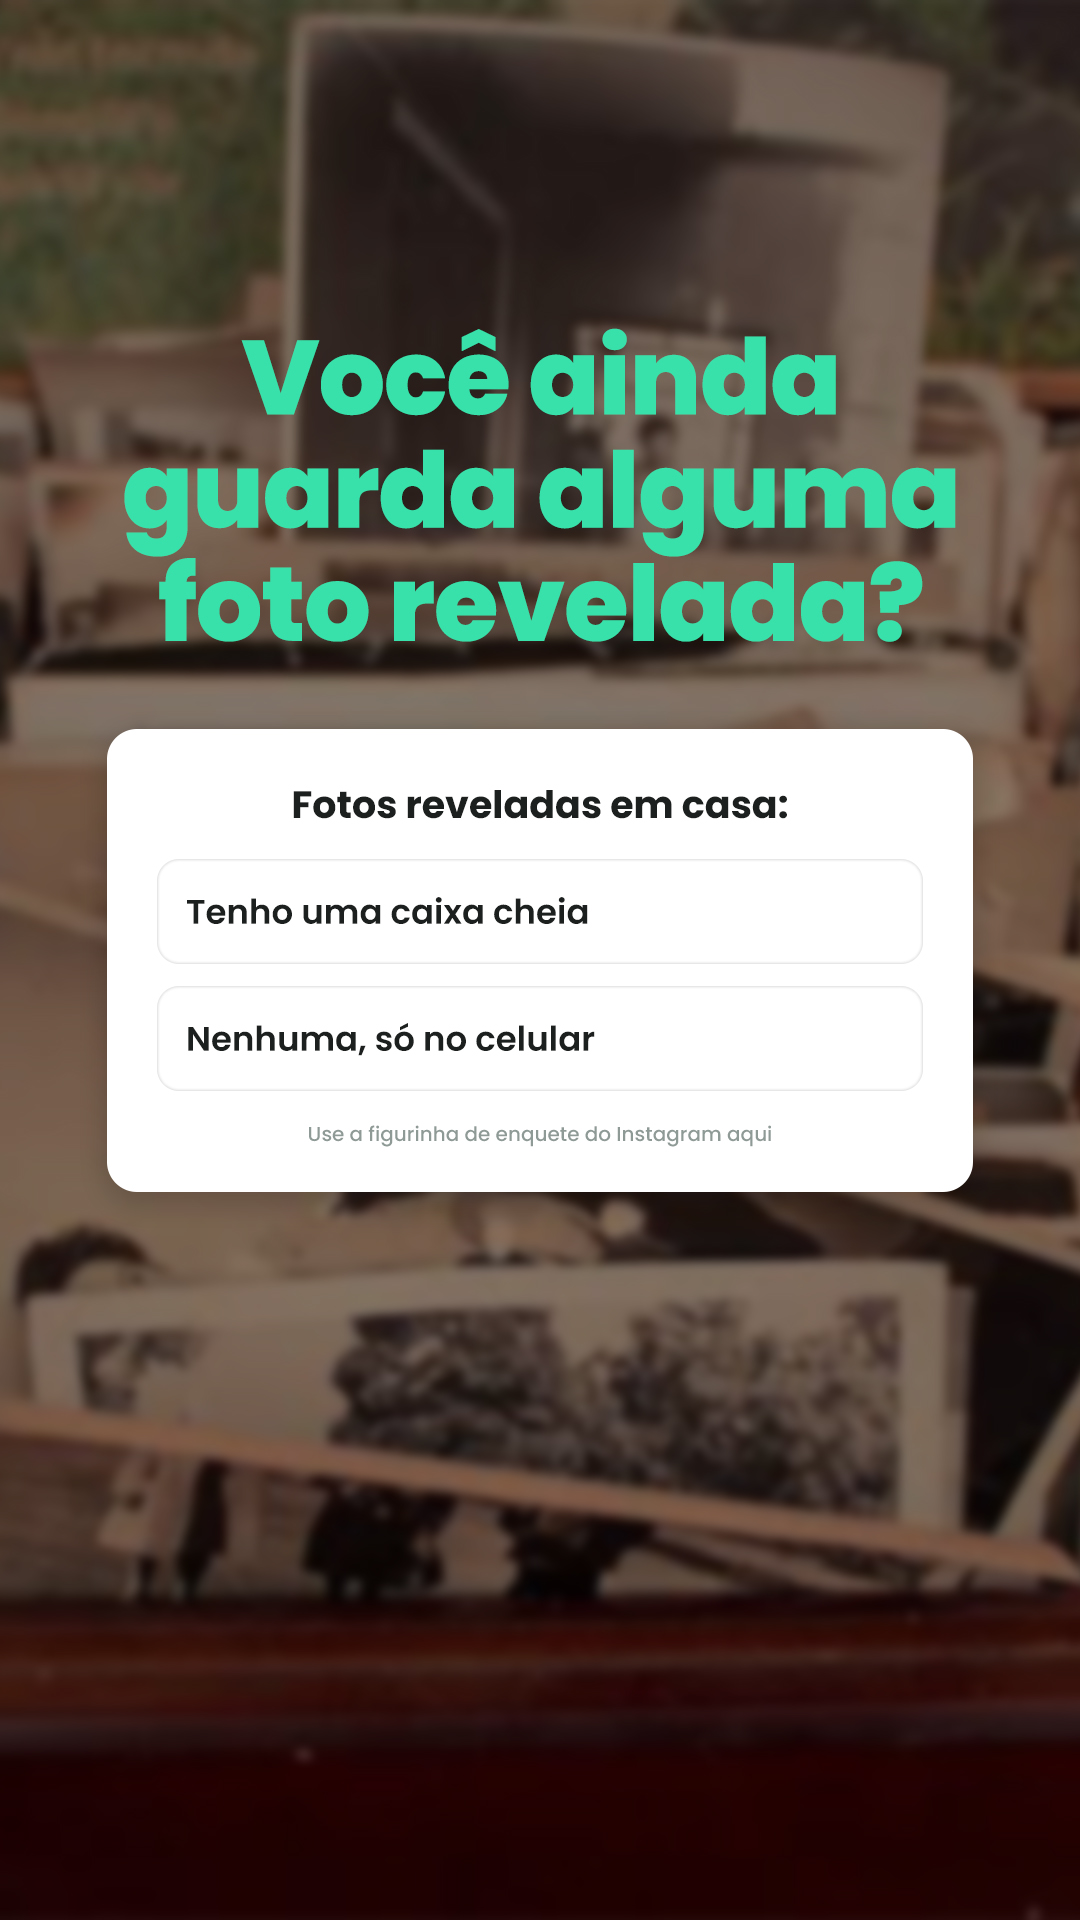 Você ainda
guarda alguma
foto revelada?
Fotos reveladas em casa:
Tenho uma caixa cheia
Nenhuma, só no celular
Use a figurinha de enquete do Instagram aqui